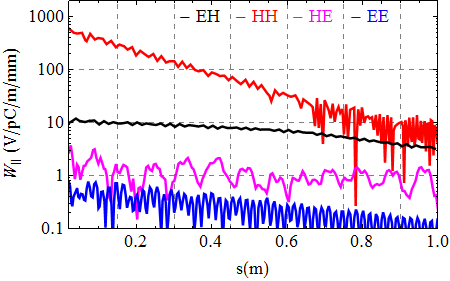 1000
100
10
1
0.1
W|| (V/pC/m/mm)
— EH — HH — HE — EE
0.2 0.4 0.6 0.8 1.0
s(m)